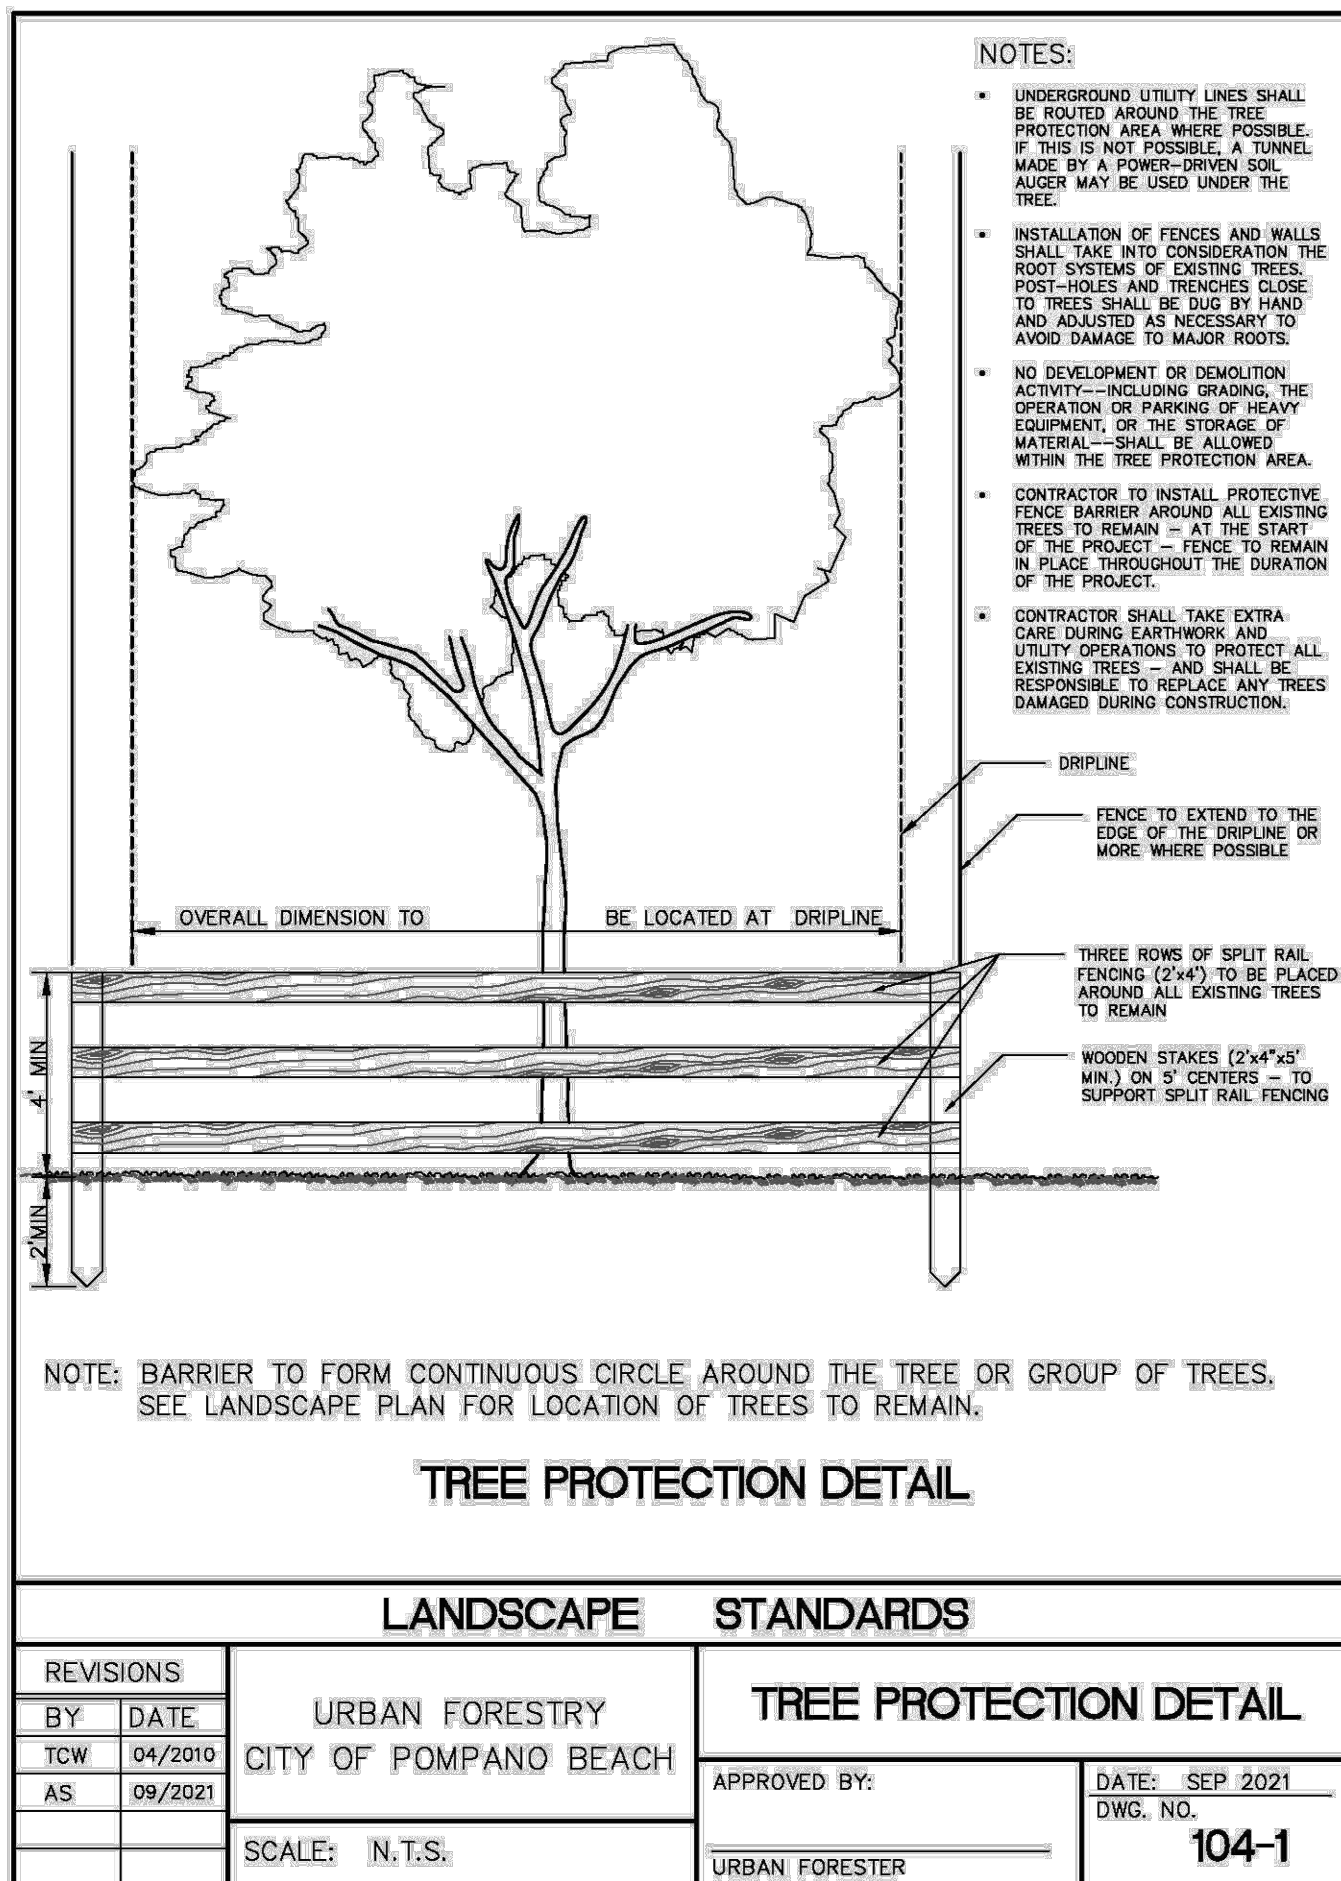 NOTES:
• UNDERGROUND UTILITY LINES SHALL
BE ROUTED AROUND THE TREE
PROTECTION AREA WHERE POSSIBLE.
IF THIS IS NOT POSSIBLE, A TUNNEL
MADE BY A POWER-DRIVEN SOIL
AUGER MAY BE USED UNDER THE
TREE.
• INSTALLATION OF FENCES AND WALLS
SHALL TAKE INTO CONSIDERATION THE
ROOT SYSTEMS OF EXISTING TREES.
POST-HOLES AND TRENCHES CLOSE
TO TREES SHALL BE DUG BY HAND
AND ADJUSTED AS NECESSARY TO
AVOID DAMAGE TO MAJOR ROOTS.
• NO DEVELOPMENT OR DEMOLITION
ACTIVITY--INCLUDING GRADING, THE
OPERATION OR PARKING OF HEAVY
EQUIPMENT, OR THE STORAGE OF
MATERIAL--SHALL BE ALLOWED
WITHIN THE TREE PROTECTION AREA.
• CONTRACTOR TO INSTALL PROTECTIVE
FENCE BARRIER AROUND ALL EXISTING
TREES TO REMAIN - AT THE START
OF THE PROJECT - FENCE TO REMAIN
IN PLACE THROUGHOUT THE DURATION
OF THE PROJECT.
• CONTRACTOR SHALL TAKE EXTRA
CARE DURING EARTHWORK AND
UTILITY OPERATIONS TO PROTECT ALL
EXISTING TREES - AND SHALL BE
RESPONSIBLE TO REPLACE ANY TREES
DAMAGED DURING CONSTRUCTION.
DRIPLINE
FENCE TO EXTEND TO THE
EDGE OF THE DRIPLINE OR
MORE WHERE POSSIBLE
OVERALL DIMENSION TO BE LOCATED AT DRIPLINE
THREE ROWS OF SPLIT RAIL
FENCING (2'x4') TO BE PLACED
AROUND ALL EXISTING TREES
TO REMAIN
WOODEN STAKES (2'x4"x5'
MIN.) ON 5' CENTERS - TO
SUPPORT SPLIT RAIL FENCING
4' MIN
2'MIN
NOTE: BARRIER TO FORM CONTINUOUS CIRCLE AROUND THE TREE OR GROUP OF TREES.
SEE LANDSCAPE PLAN FOR LOCATION OF TREES TO REMAIN.
TREE PROTECTION DETAIL
LANDSCAPE STANDARDS
REVISIONS
BY DATE
TCW 04/2010
AS 09/2021
URBAN FORESTRY
CITY OF POMPANO BEACH
SCALE: N.T.S.
TREE PROTECTION DETAIL
APPROVED BY:
URBAN FORESTER
DATE: SEP 2021
DWG. NO.
104-1